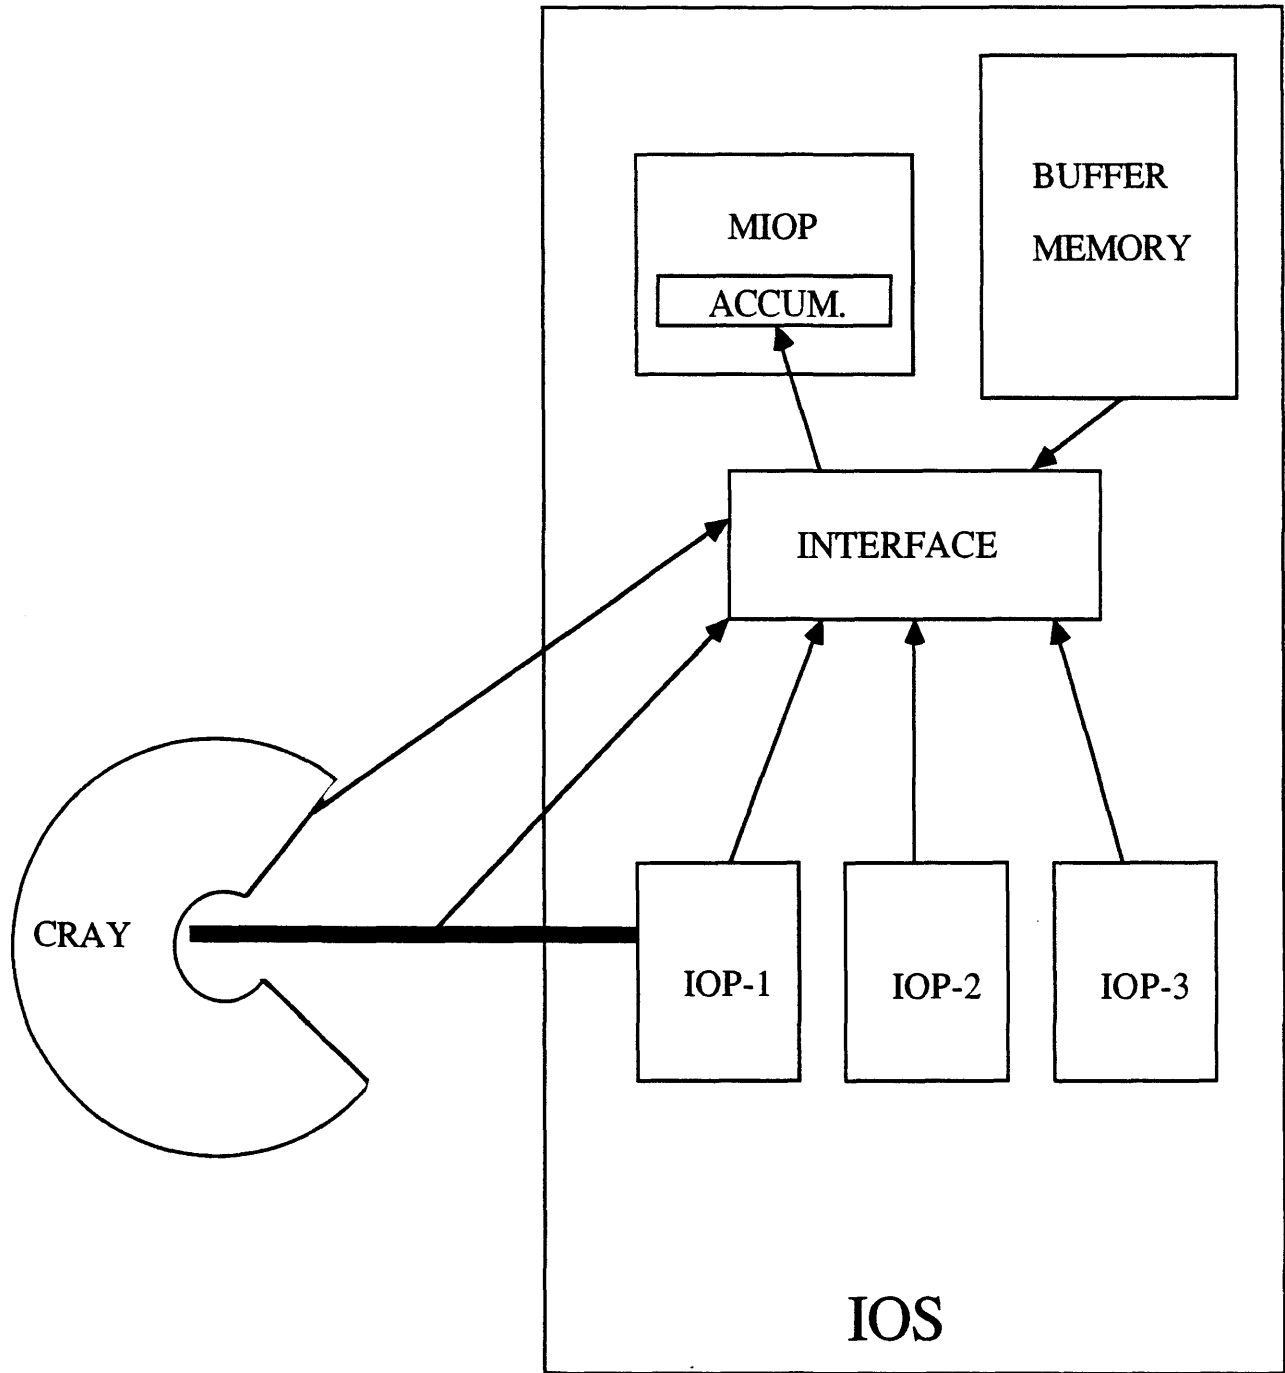 BUFFER
MEMORY
MIOP
ACCUM.
INTERFACE
CRAY
IOP-1
IOP-2
IOP-3
IOS